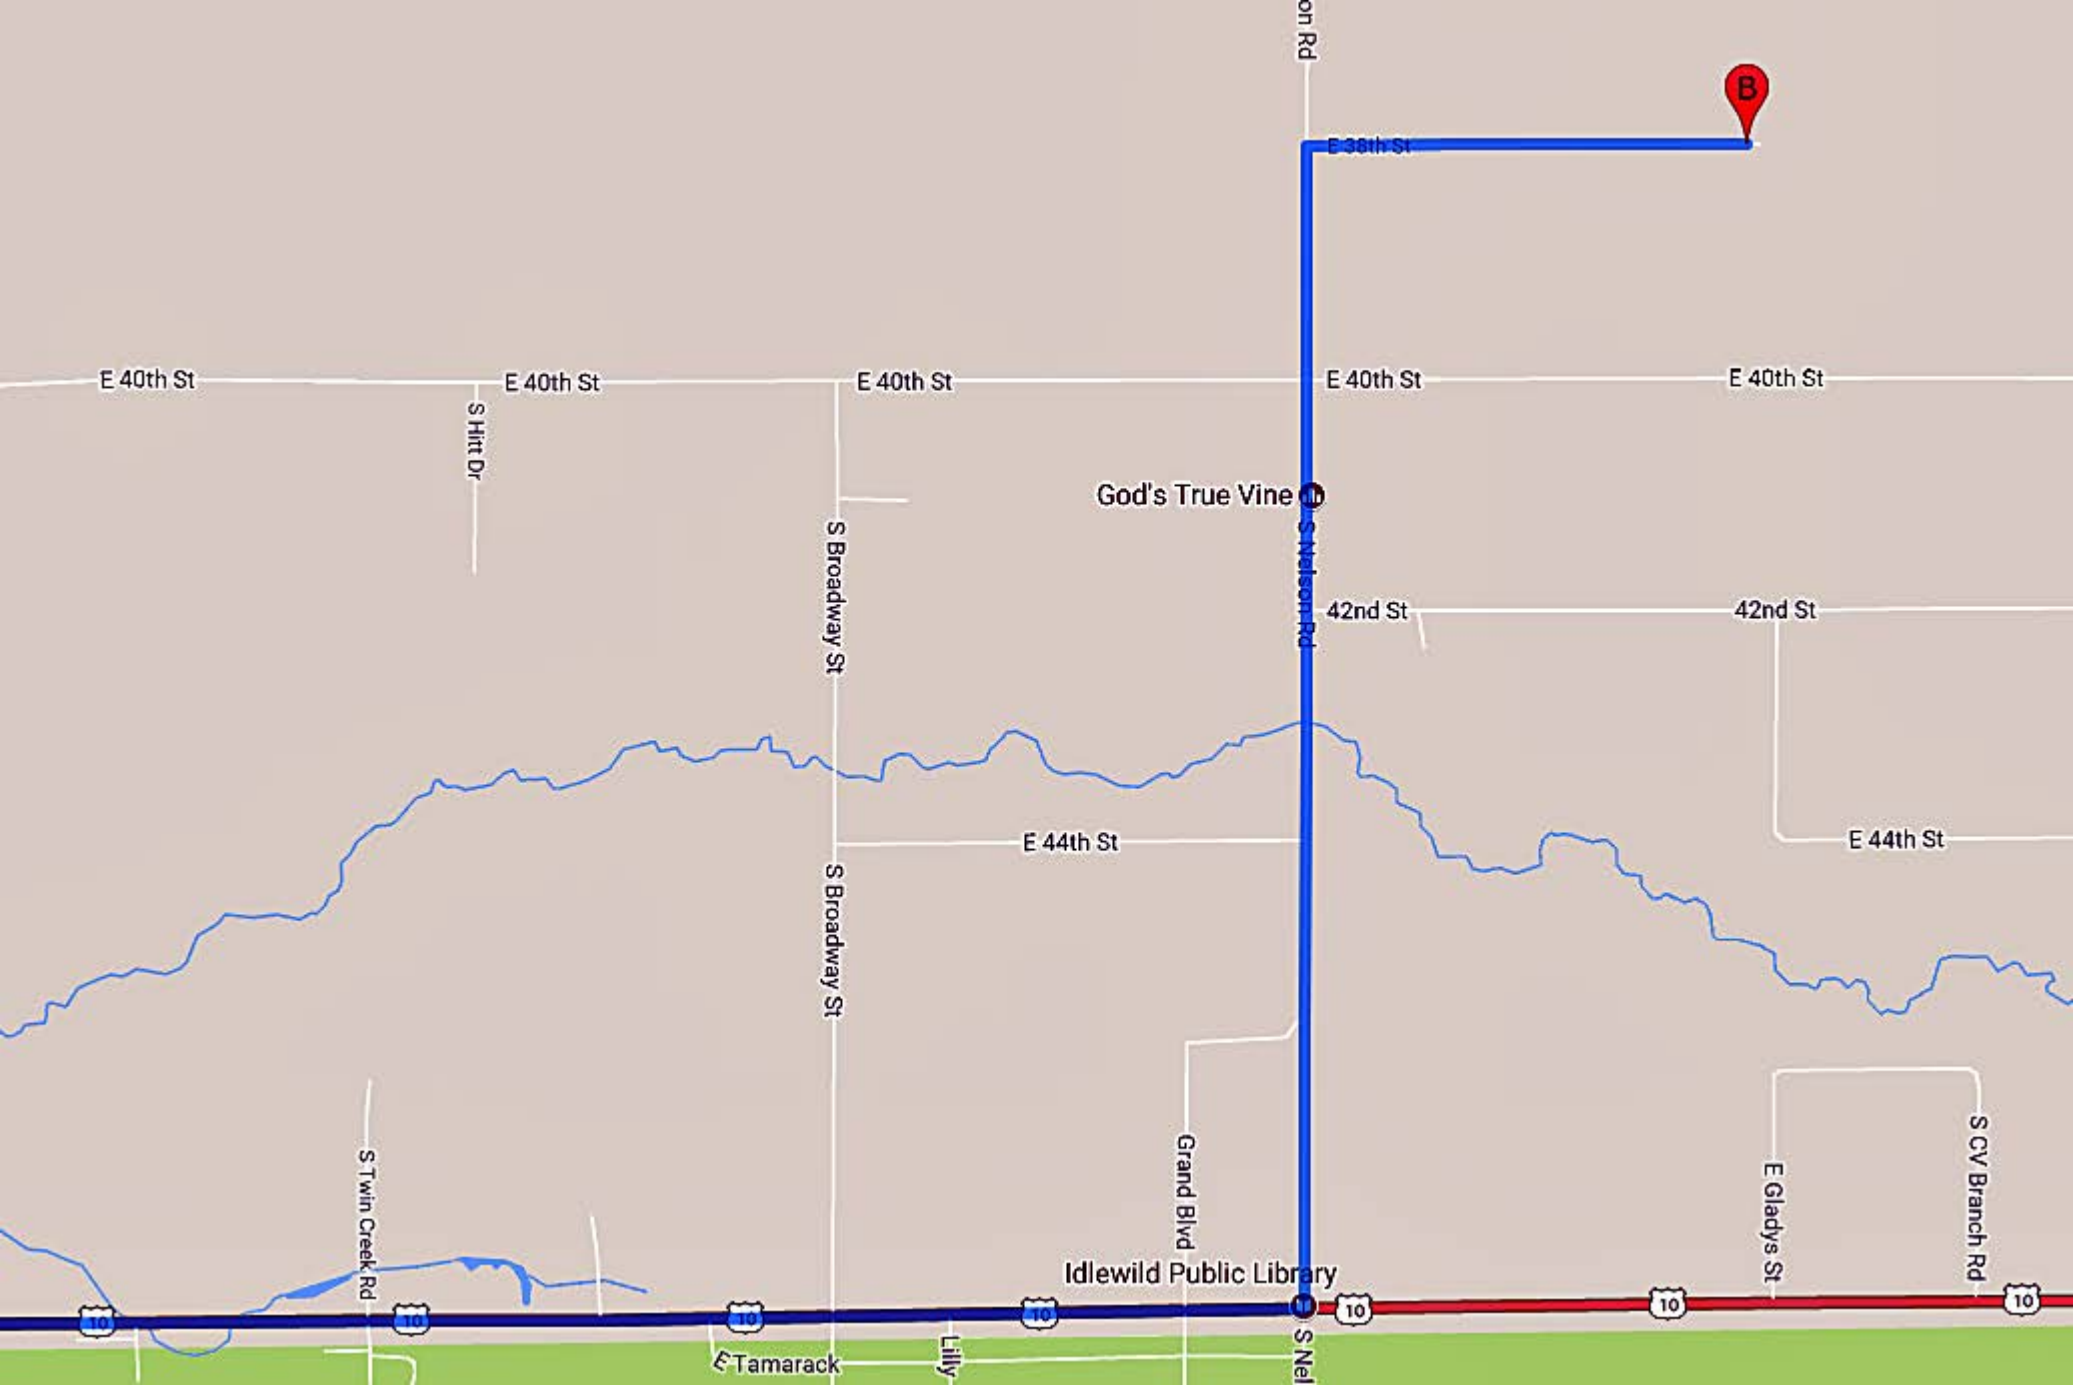 on Rd
B
E 38th St
E 40th St
E 40th St
E 40th St
E 40th St
E 40th St
S Hitt Dr
God's True Vine
S Broadway St
S Nelson Rd
42nd St
42nd St
E 44th St
E 44th St
S Broadway St
S Twin Creek Rd
Grand Blvd
E Gladys St
S CV Branch Rd
Idlewild Public Library
10
10
10
10
10
10
10
S Nel
E Tamarack
Lilly